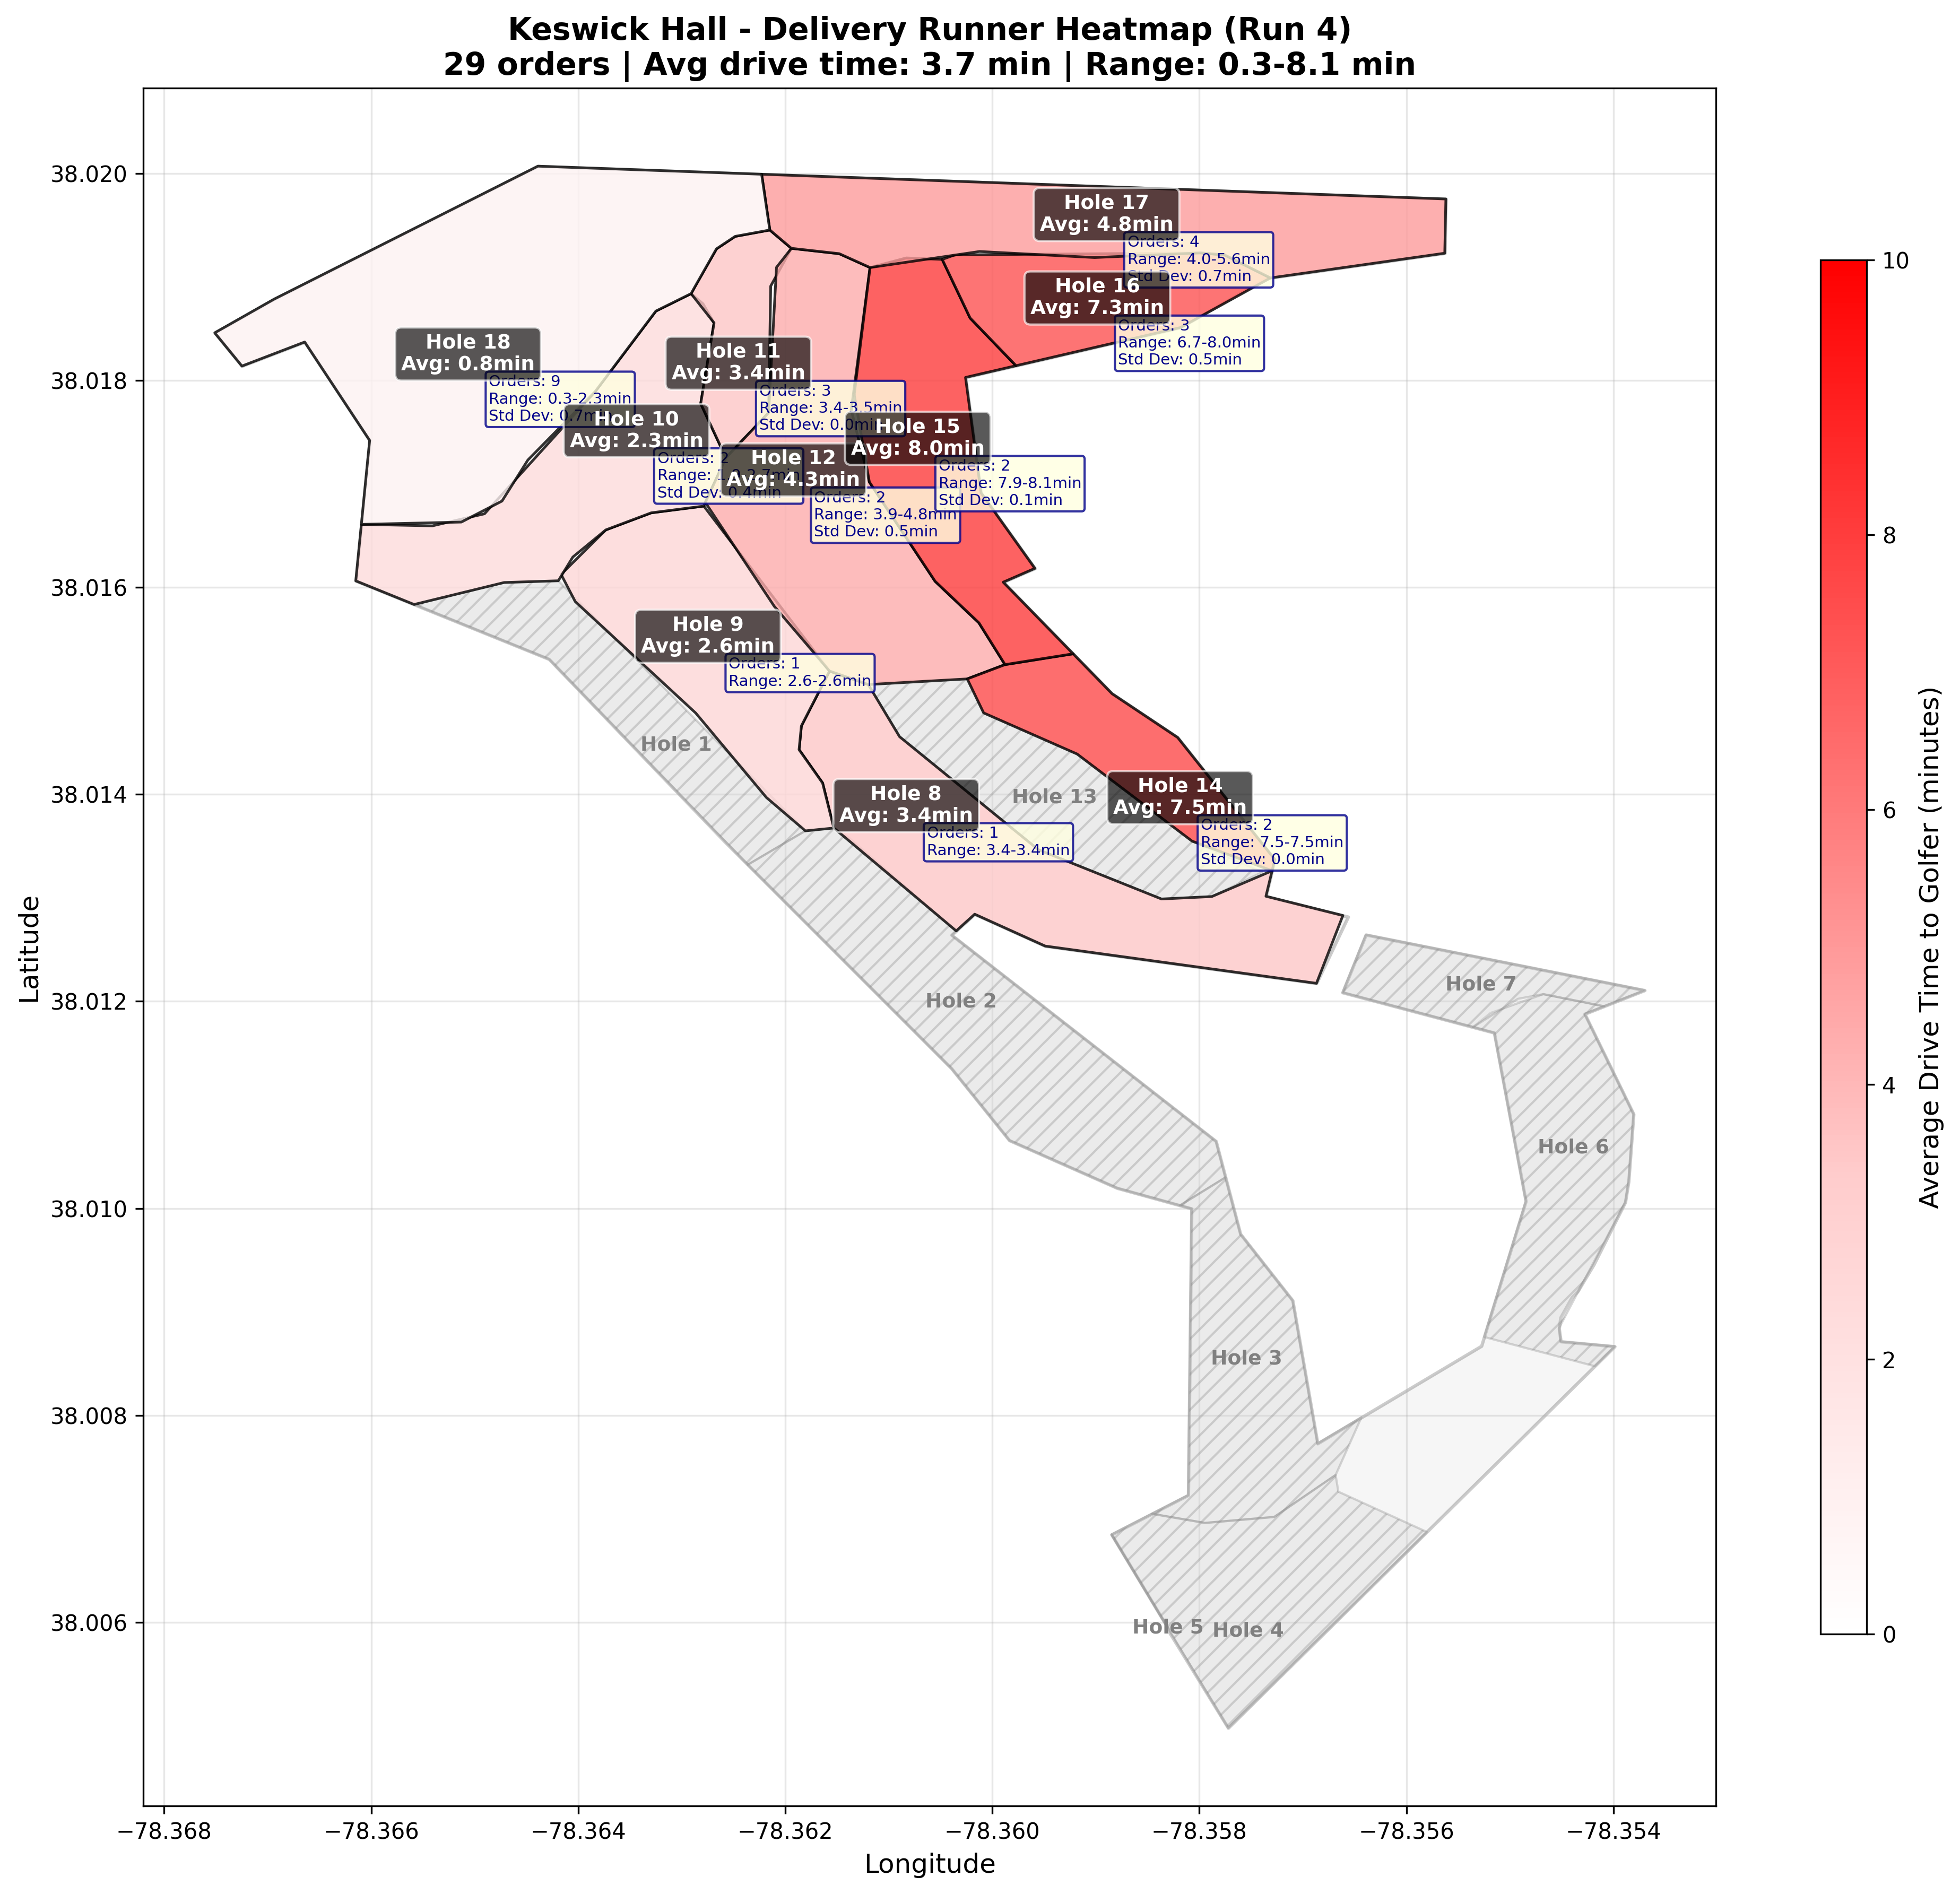 Keswick Hall - Delivery Runner Heatmap (Run 4)
29 orders | Avg drive time: 3.7 min | Range: 0.3-8.1 min
Hole 17
Avg: 4.8min
Orders: 4
Range: 4.0-5.6min
Std Dev: 0.7min
Hole 16
Avg: 7.3min
Orders: 3
Range: 6.7-8.0min
Std Dev: 0.5min
Hole 18
Avg: 0.8min
Orders: 9
Range: 0.3-2.3min
Std Dev: 0.7min
Hole 11
Avg: 3.4min
Orders: 3
Range: 3.4-3.5min
Std Dev: 0.0min
Hole 10
Avg: 2.3min
Orders: 2
Range:
Std Dev: 0.4min
Hole 15
Avg: 8.0min
Orders: 2
Range: 7.9-8.1min
Std Dev: 0.1min
Hole 12
Avg: 4.3min
Orders: 2
Range: 3.9-4.8min
Std Dev: 0.5min
Hole 9
Avg: 2.6min
Orders: 1
Range: 2.6-2.6min
Hole 1
Hole 8
Avg: 3.4min
Orders: 1
Range: 3.4-3.4min
Hole 13
Hole 14
Avg: 7.5min
Orders: 2
Range: 7.5-7.5min
Std Dev: 0.0min
Hole 2
Hole 7
Hole 6
Hole 3
Hole 5
Hole 4
38.020
38.018
38.016
38.014
38.012
38.010
38.008
38.006
Latitude
−78.368
−78.366
−78.364
−78.362
−78.360
−78.358
−78.356
−78.354
Longitude
10
8
6
4
2
0
Average Drive Time to Golfer (minutes)